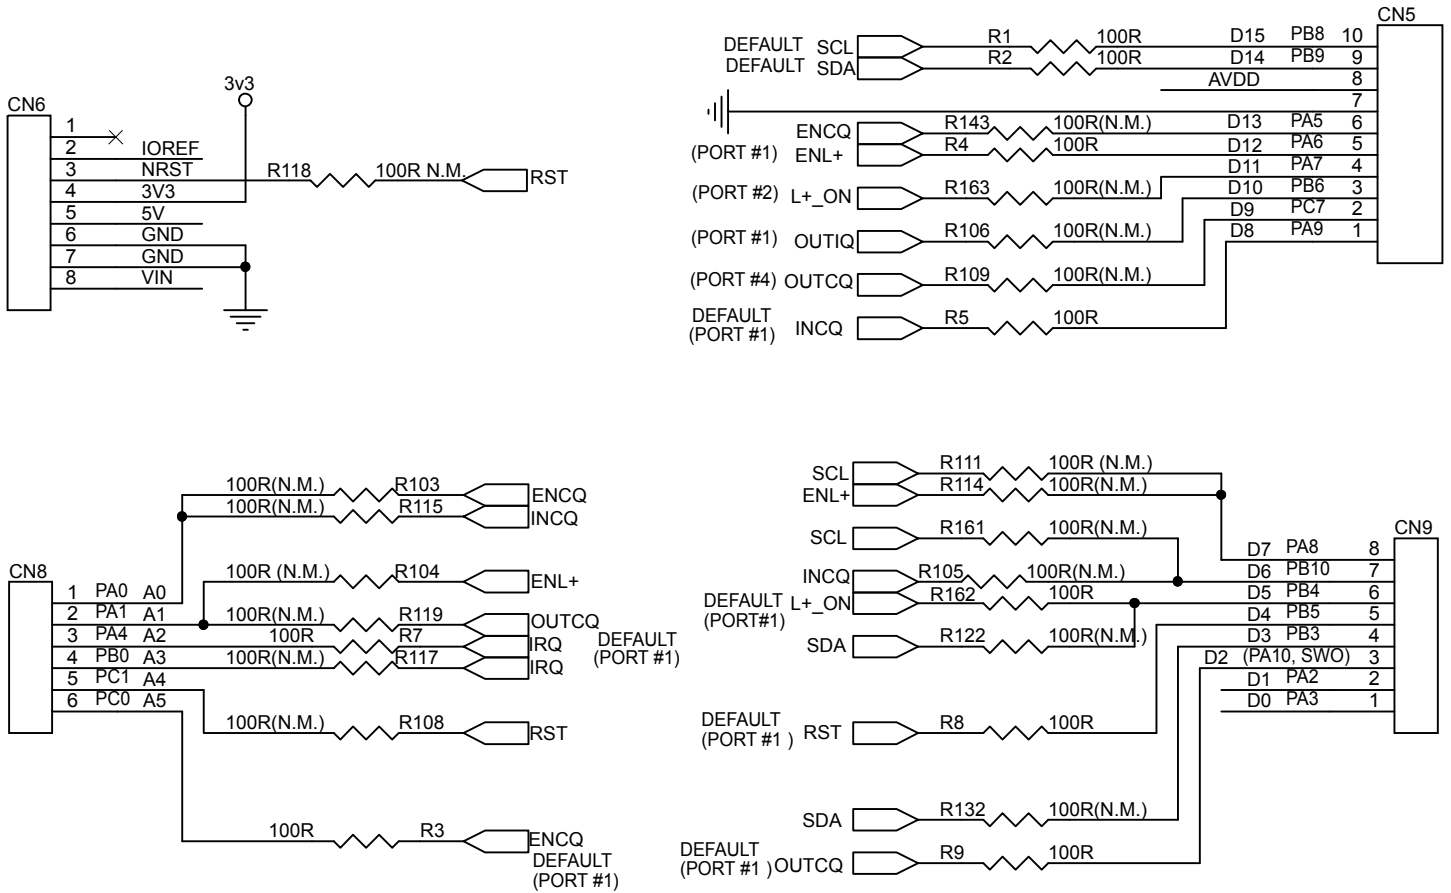 CN6
3v3
1
2 IOREF
3 NRST R118 100R N.M. RST
4 3V3
5 5V
6 GND
7 GND
8 VIN
CN5
DEFAULT SCL R1 100R D15 PB8 10
DEFAULT SDA R2 100R D14 PB9 9
AVDD 8
7
ENCQ R143 100R(N.M.) D13 PA5 6
(PORT #1) ENL+ R4 100R D12 PA6 5
D11 PA7 4
(PORT #2) L+_ON R163 100R(N.M.) D10 PB6 3
D9 PC7 2
(PORT #1) OUTIQ R106 100R(N.M.) D8 PA9 1
(PORT #4) OUTCQ R109 100R(N.M.)
DEFAULT
(PORT #1) INCQ R5 100R
CN8
100R(N.M.) R103 ENCQ
100R(N.M.) R115 INCQ
100R (N.M.) R104 ENL+
1 PA0 A0
2 PA1 A1 100R(N.M.) R119 OUTCQ
3 PA4 A2 100R R7 IRQ DEFAULT
(PORT #1)
4 PB0 A3 100R(N.M.) R117 IRQ
5 PC1 A4
6 PC0 A5
100R(N.M.) R108 RST
100R R3 ENCQ
DEFAULT
(PORT #1)
CN9
SCL R111 100R (N.M.)
ENL+ R114 100R(N.M.)
SCL R161 100R(N.M.)
D7 PA8 8
INCQ R105 100R(N.M.) D6 PB10 7
DEFAULT
(PORT#1) L+_ON R162 100R D5 PB4 6
D4 PB5 5
SDA R122 100R(N.M.) D3 PB3 4
D2 (PA10, SWO) 3
D1 PA2 2
D0 PA3 1
DEFAULT
(PORT #1 ) RST R8 100R
SDA R132 100R(N.M.)
DEFAULT
(PORT #1 ) OUTCQ R9 100R